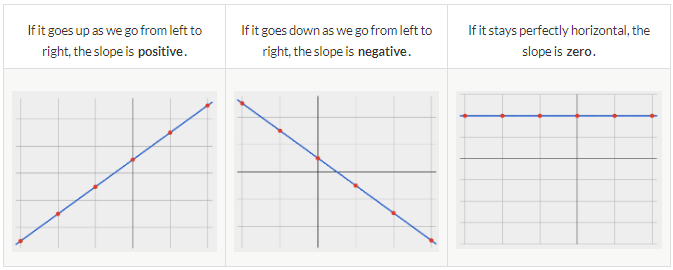 If it goes up as we go from left to
right, the slope is positive.
If it goes down as we go from left to
right, the slope is negative.
If it stays perfectly horizontal, the
slope is zero.